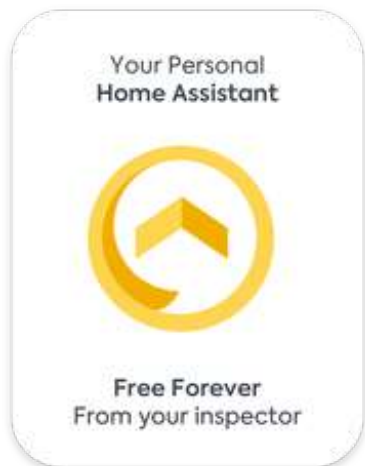 Your Personal
Home Assistant
Free Forever
From your inspector